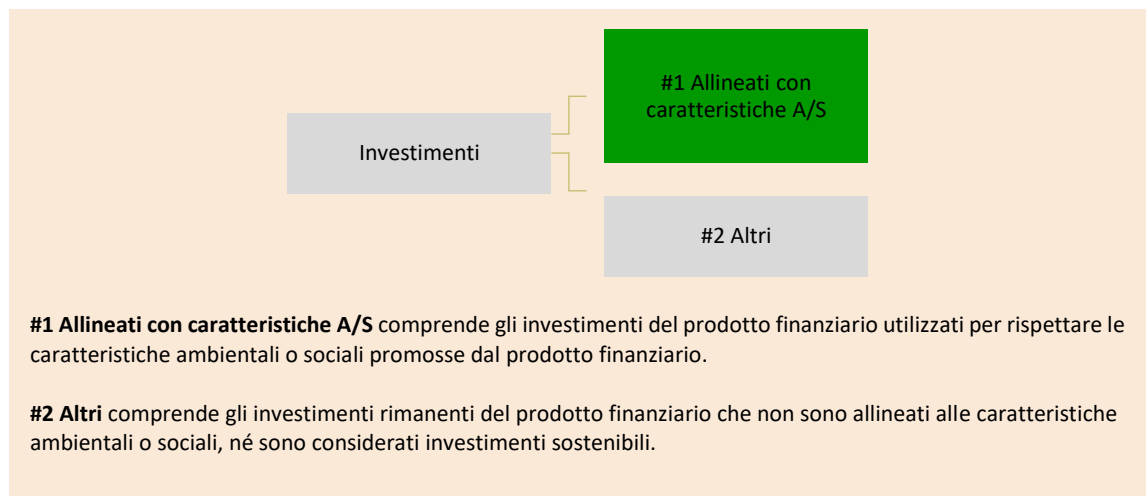 #1 Allineati con
caratteristiche A/S
Investimenti
#2 Altri
#1 Allineati con caratteristiche A/S comprende gli investimenti del prodotto finanziario utilizzati per rispettare le
caratteristiche ambientali o sociali promosse dal prodotto finanziario.
#2 Altri comprende gli investimenti rimanenti del prodotto finanziario che non sono allineati alle caratteristiche
ambientali o sociali, né sono considerati investimenti sostenibili.